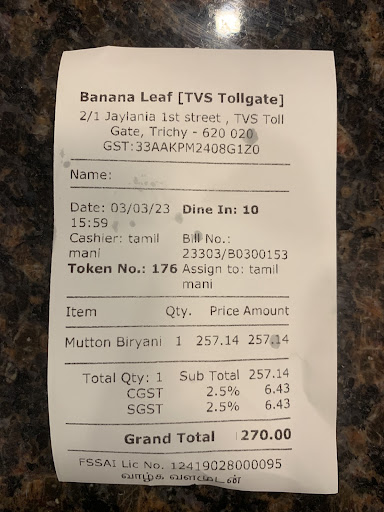 Banana Leaf [TVS Tollgate]
2/1 Jaylania 1st street , TVS Toll
Gate, Trichy - 620 020
GST:33AAKPM2408G1Z0
Name:
Date: 03/03/23 Dine In: 10
15:59
Cashier: tamil Bill No.:
mani 23303/B0300153
Token No.: 176 Assign to: tamil
mani
Item Qty. Price Amount
Mutton Biryani 1 257.14 257.14
Total Qty: 1 Sub Total 257.14
CGST 2.5% 6.43
SGST 2.5% 6.43
Grand Total 270.00
FSSAI Lic No. 12419028000095
வாழ்க வளமுடன்